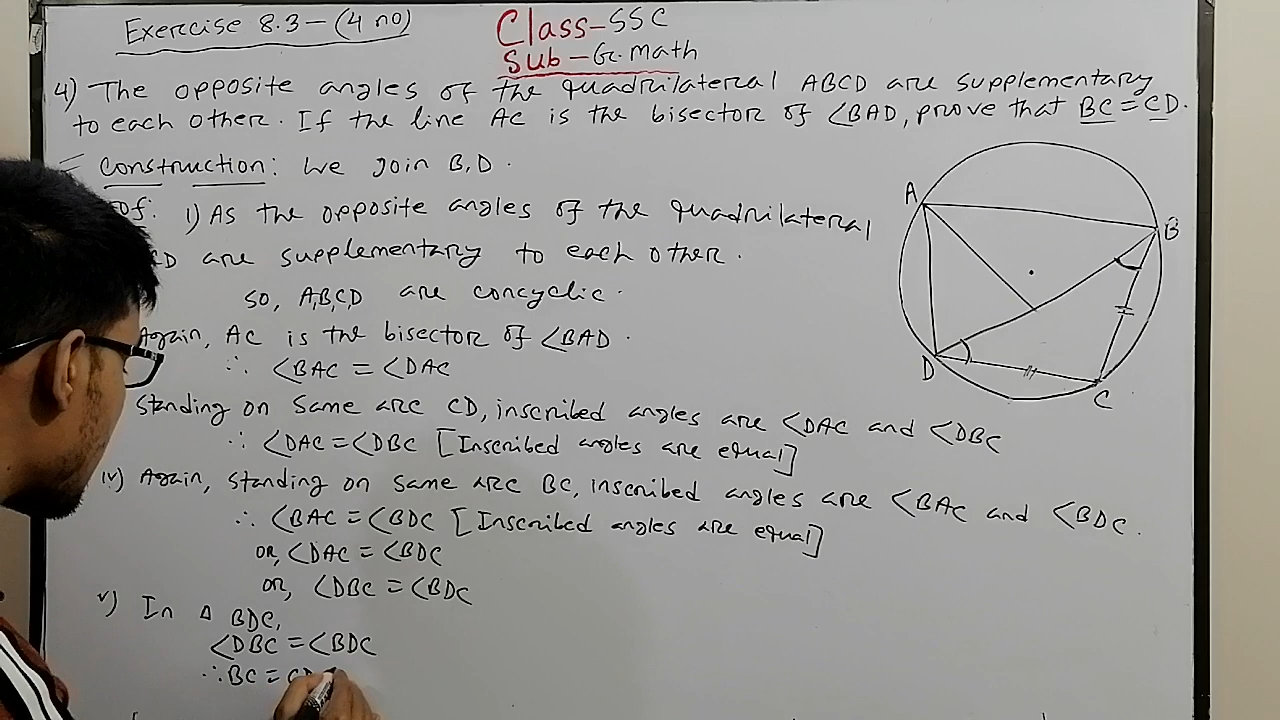 Exercise 8.3-(4 no)
Class-SSC
Sub-G.Math
4) The opposite angles of the quadrilateral ABCD are supplementary
to each other. If the line AC is the bisector of ∠BAD, prove that BC=CD.
Construction: We join B,D.
of: 1) As the opposite angles of the quadrilateral
CD are supplementary to each other.
so, A,B,C,D are concyclic.
Again, AC is the bisector of ∠BAD.
∴ ∠BAC = ∠DAC
Standing on same arc CD, inscribed angles are ∠DAC and ∠DBC
∴ ∠DAC = ∠DBC [Inscribed angles are equal]
iv) Again, standing on same arc BC, inscribed angles are ∠BAC and ∠BDC.
∴ ∠BAC = ∠BDC [Inscribed angles are equal]
or, ∠DAC = ∠BDC
or, ∠DBC = ∠BDC
v) In Δ BDC,
∠DBC = ∠BDC
∴ BC = CD
A
B
D
C